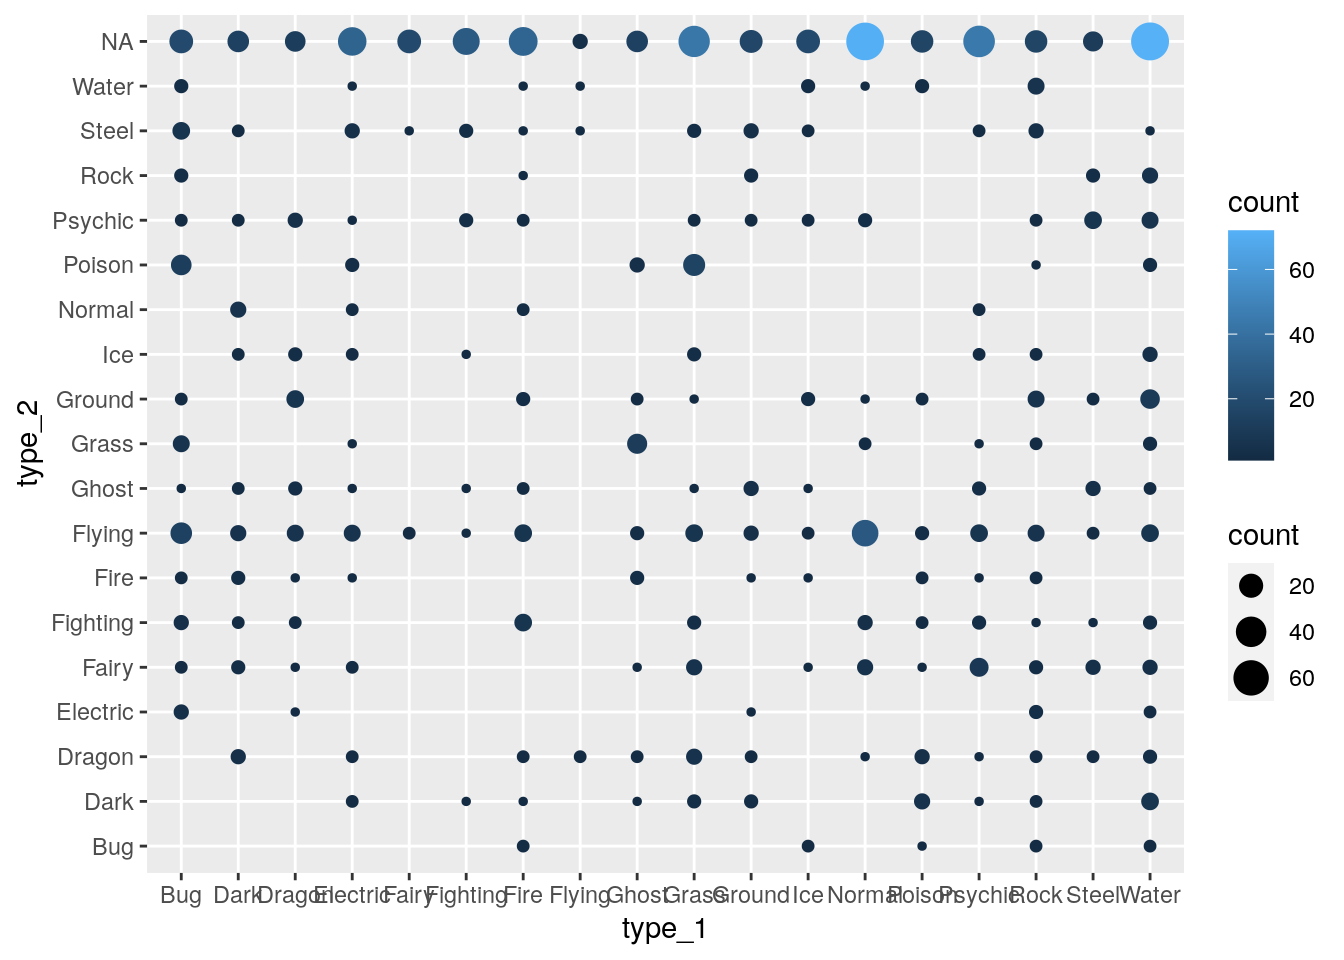 NA
Water
Steel
Rock
Psychic
Poison
Normal
Ice
Ground
Grass
Ghost
Flying
Fire
Fighting
Fairy
Electric
Dragon
Dark
Bug
type_2
Bug Dark Dragon Electric Fairy Fighting Fire Flying Ghost Grass Ground Ice Normal Poison Psychic Rock Steel Water
type_1
count
60
40
20
count
20
40
60